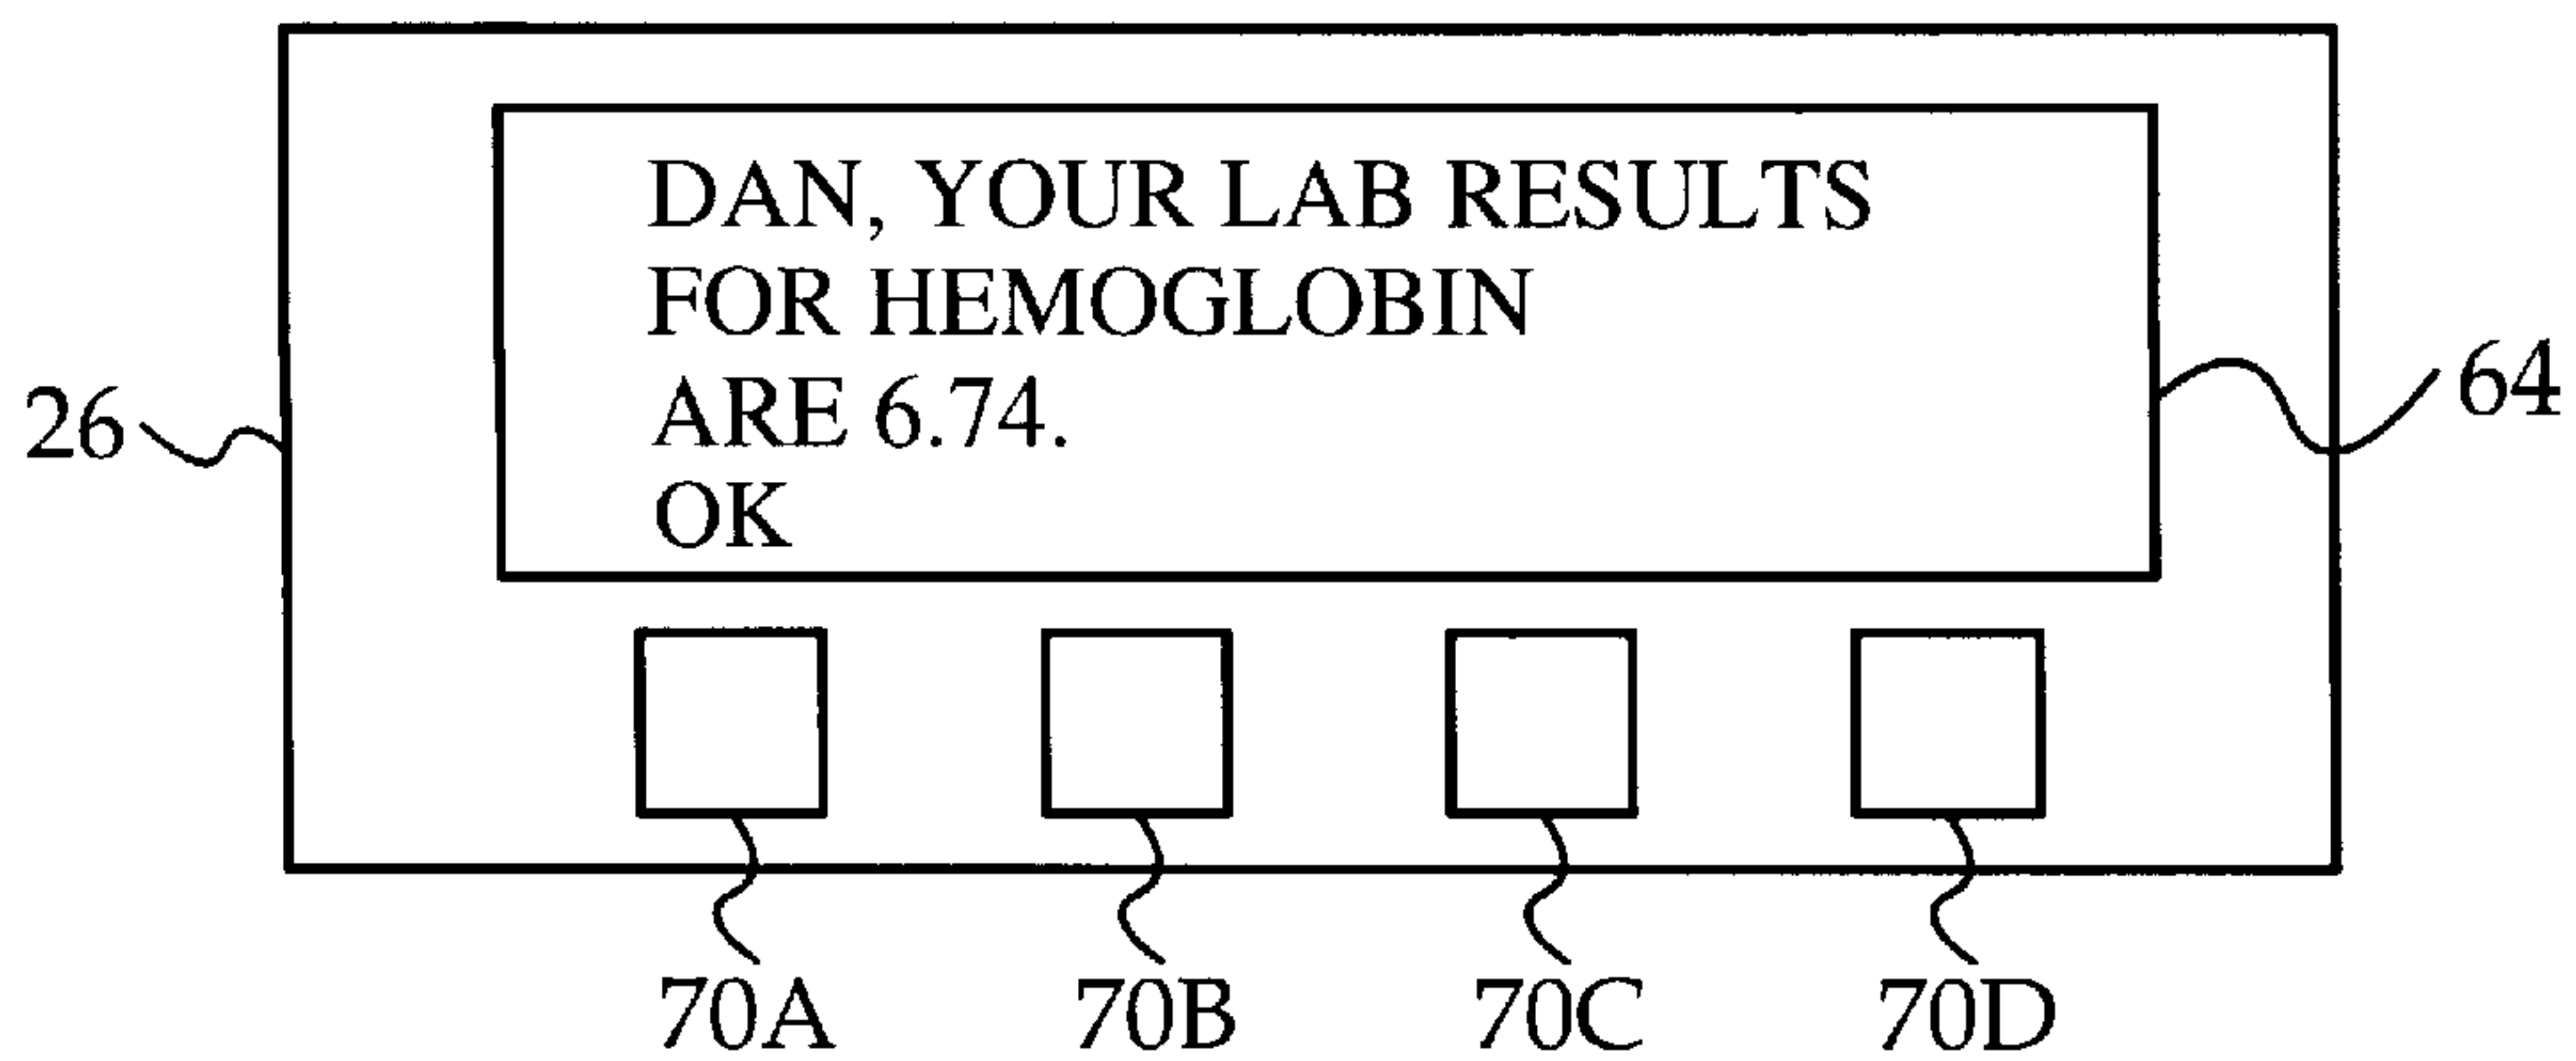 DAN, YOUR LAB RESULTS
FOR HEMOGLOBIN
ARE 6.74.
OK
26
64
70A 70B 70C 70D